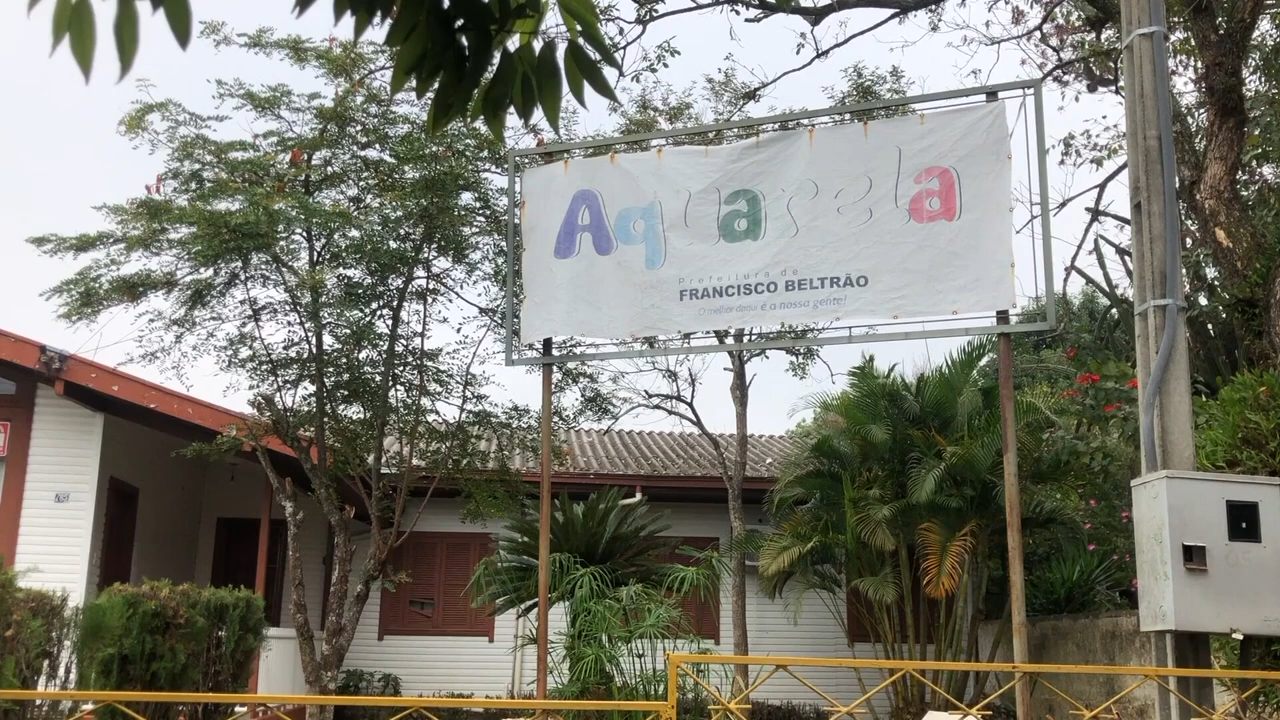 Aquarela
Prefeitura de
FRANCISCO BELTRÃO
O melhor daqui é a nossa gente!